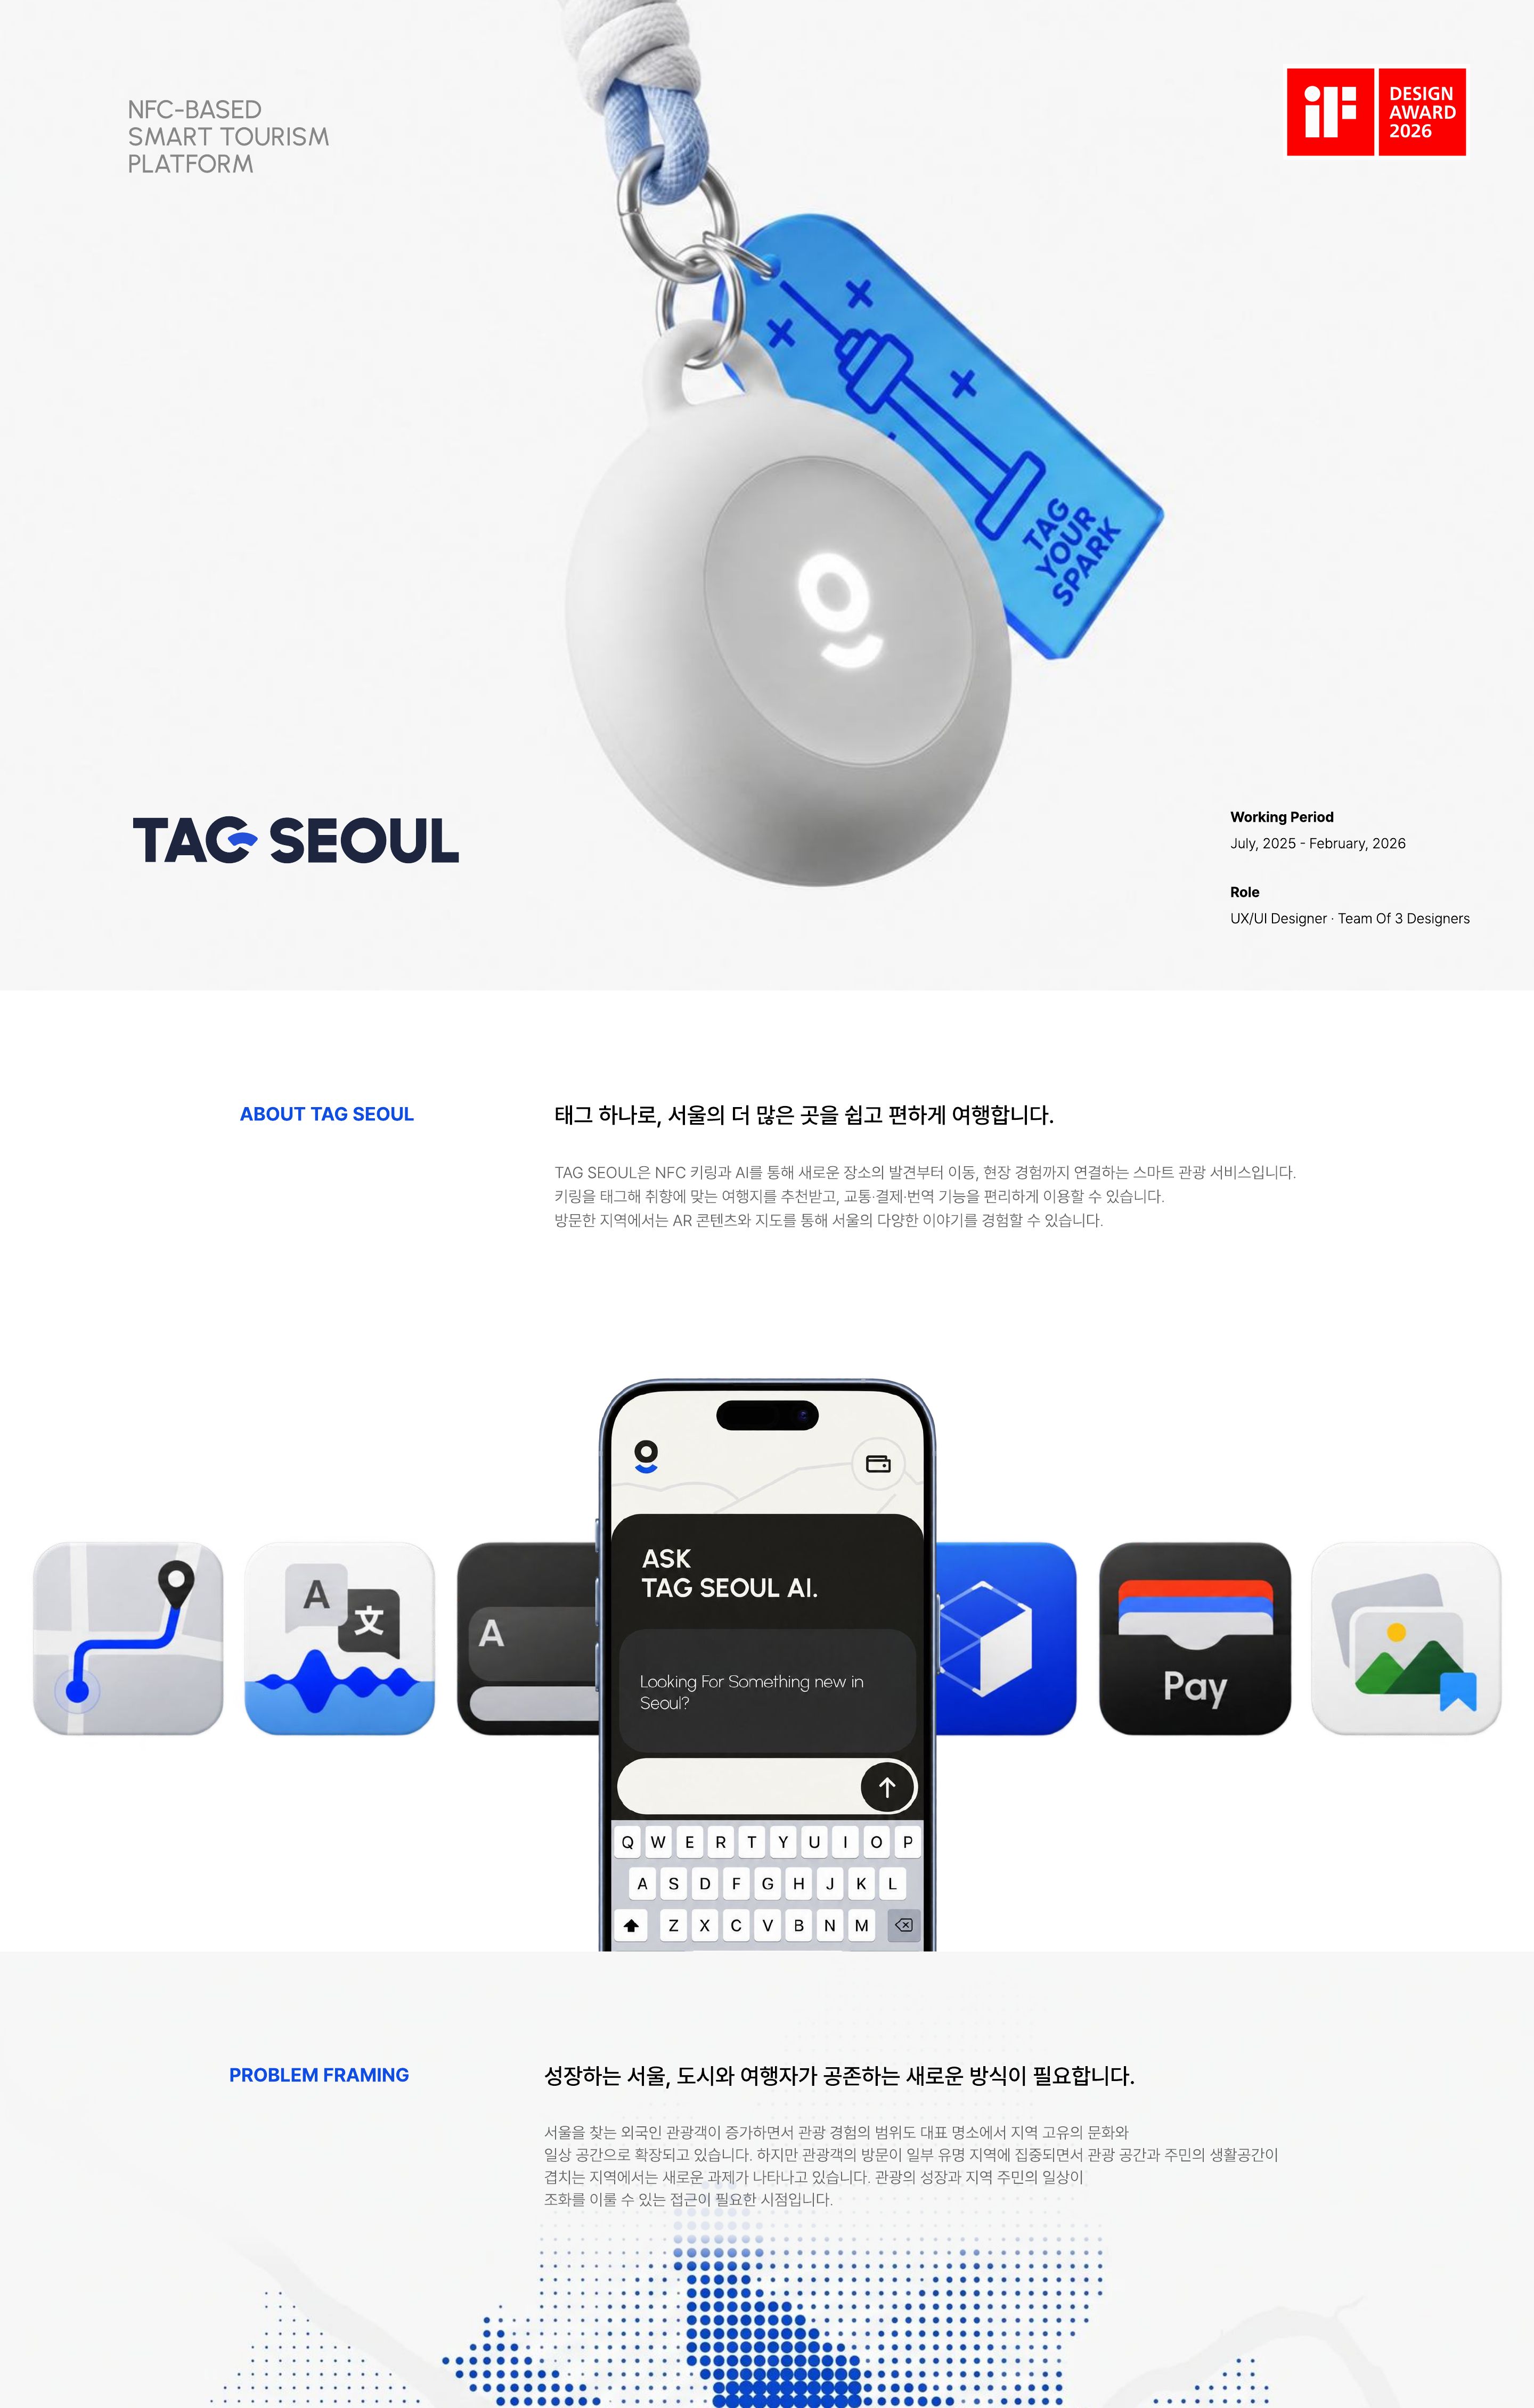 NFC-BASED
SMART TOURISM
PLATFORM
iF
DESIGN
AWARD
2026
TAG
YOUR
SPARK
TAG SEOUL
Working Period
July, 2025 - February, 2026
Role
UX/UI Designer · Team Of 3 Designers
ABOUT TAG SEOUL
태그 하나로, 서울의 더 많은 곳을 쉽고 편하게 여행합니다.
TAG SEOUL은 NFC 키링과 AI를 통해 새로운 장소의 발견부터 이동, 현장 경험까지 연결하는 스마트 관광 서비스입니다.
키링을 태그해 취향에 맞는 여행지를 추천받고, 교통·결제·번역 기능을 편리하게 이용할 수 있습니다.
방문한 지역에서는 AR 콘텐츠와 지도를 통해 서울의 다양한 이야기를 경험할 수 있습니다.
A
文
A
ASK
TAG SEOUL AI.
Looking For Something new in
Seoul?
Pay
Q W E R T Y U I O P
A S D F G H J K L
Z X C V B N M
PROBLEM FRAMING
성장하는 서울, 도시와 여행자가 공존하는 새로운 방식이 필요합니다.
서울을 찾는 외국인 관광객이 증가하면서 관광 경험의 범위도 대표 명소에서 지역 고유의 문화와
일상 공간으로 확장되고 있습니다. 하지만 관광객의 방문이 일부 유명 지역에 집중되면서 관광 공간과 주민의 생활공간이
겹치는 지역에서는 새로운 과제가 나타나고 있습니다. 관광의 성장과 지역 주민의 일상이
조화를 이룰 수 있는 접근이 필요한 시점입니다.